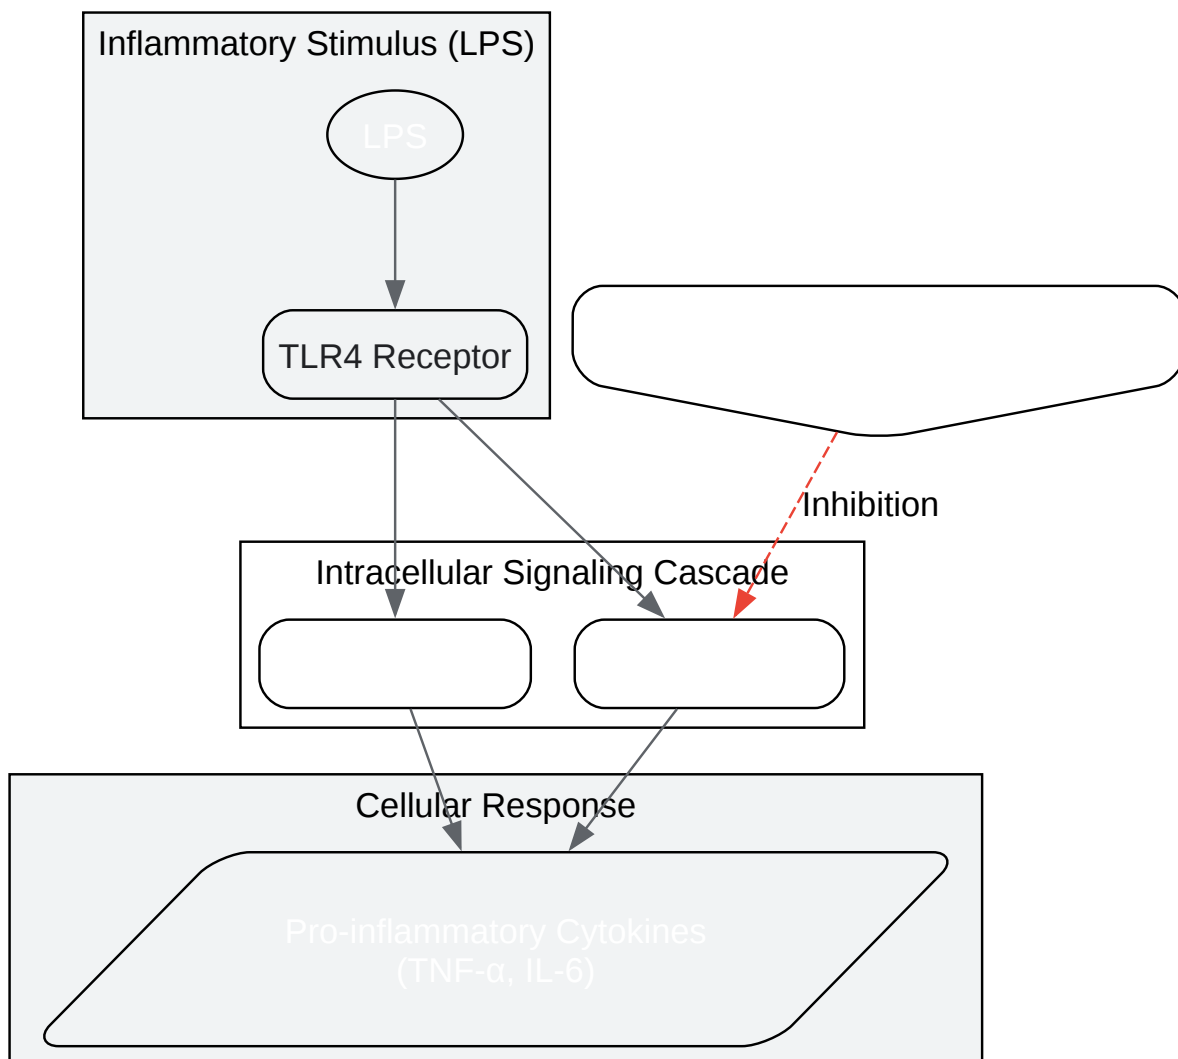 Inflammatory Stimulus (LPS)
LPS
TLR4 Receptor
Inhibition
Intracellular Signaling Cascade
Cellular Response
Pro-inflammatory Cytokines
(TNF-α, IL-6)